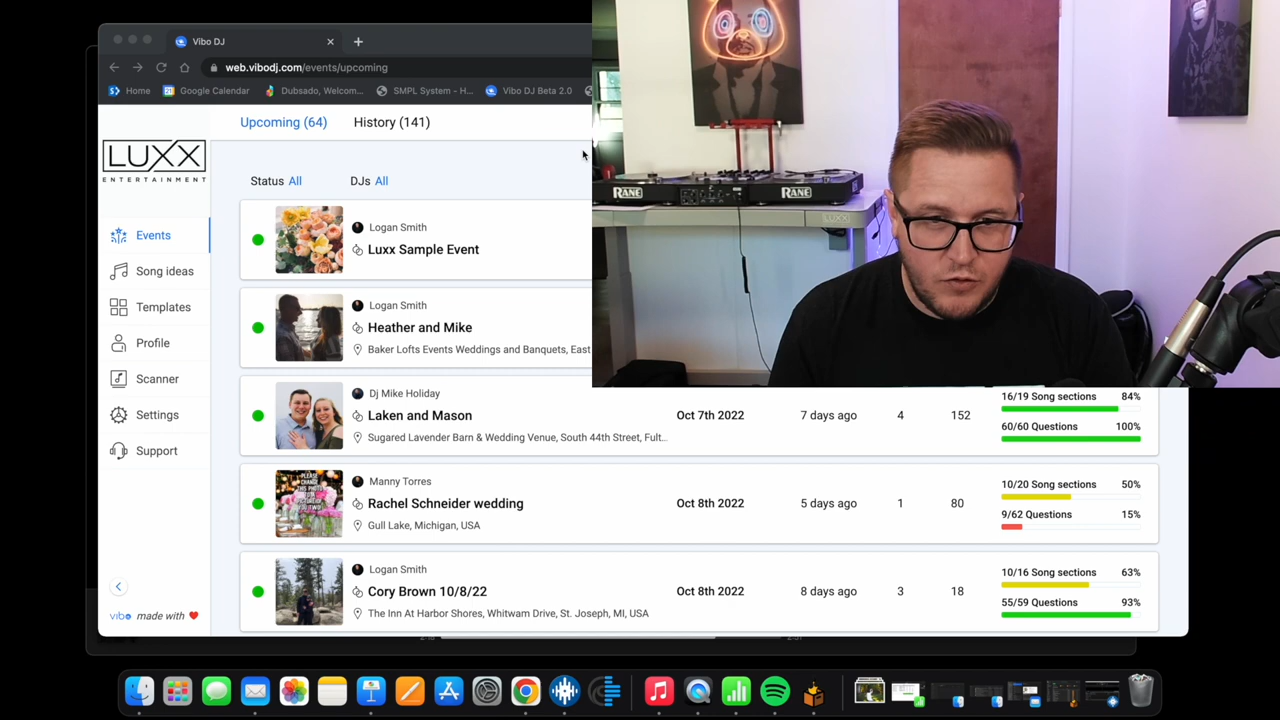 Vibo DJ
web.vibodj.com/events/upcoming
Home
Google Calendar
Dubsado, Welcom...
SMPL System - H...
Vibo DJ Beta 2.0
LUXX
ENTERTAINMENT
Upcoming (64)
History (141)
Status All
DJs All
Events
Song ideas
Templates
Profile
Scanner
Settings
Support
vibo made with
Logan Smith
Luxx Sample Event
Logan Smith
Heather and Mike
Baker Lofts Events Weddings and Banquets, East
Dj Mike Holiday
Laken and Mason
Sugared Lavender Barn & Wedding Venue, South 44th Street, Fult...
Oct 7th 2022
7 days ago
4
152
16/19 Song sections 84%
60/60 Questions 100%
PLEASE
CHANGE
THIS PHOTO
Manny Torres
Rachel Schneider wedding
Gull Lake, Michigan, USA
Oct 8th 2022
5 days ago
1
80
10/20 Song sections 50%
9/62 Questions 15%
Logan Smith
Cory Brown 10/8/22
The Inn At Harbor Shores, Whitwam Drive, St. Joseph, MI, USA
Oct 8th 2022
8 days ago
3
18
10/16 Song sections 63%
55/59 Questions 93%
RANE
RANE
LUXX